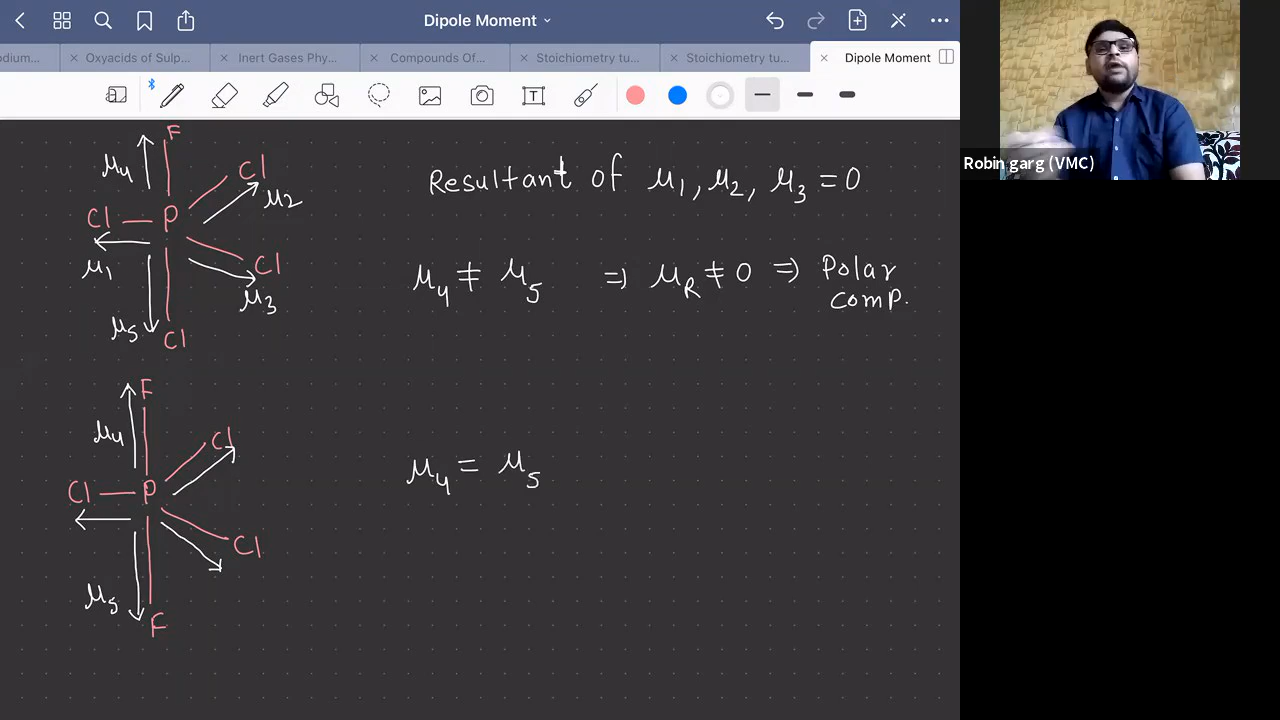 Dipole Moment
odium...
Oxyacids of Sulp...
Inert Gases Phy...
Compounds Of...
Stoichiometry tu...
Stoichiometry tu...
Dipole Moment
T
Robin garg (VMC)
F
μ4
Cl
μ2
Cl — P
μ1
Cl
μ3
μ5
Cl
Resultant of μ1, μ2, μ3 = 0
μ4 ≠ μ5 ⇒ μR ≠ 0 ⇒ Polar
comp.
F
μ4
Cl
Cl — P
Cl
μ5
F
μ4 = μ5